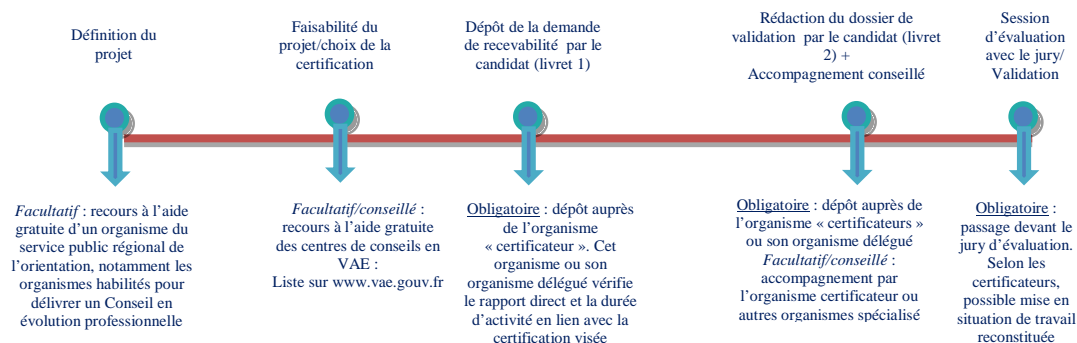 Définition du
projet
Faisabilité du
projet/choix de la
certification
Dépôt de la demande
de recevabilité par le
candidat (livret 1)
Rédaction du dossier de
validation par le candidat (livret
2) +
Accompagnement conseillé
Session
d’évaluation
avec le jury/
Validation
Facultatif : recours à l’aide
gratuite d’un organisme du
service public régional de
l’orientation, notamment les
organismes habilités pour
délivrer un Conseil en
évolution professionnelle
Facultatif/conseillé :
recours à l’aide gratuite
des centres de conseils en
VAE :
Liste sur www.vae.gouv.fr
Obligatoire : dépôt auprès
de l’organisme
« certificateur ». Cet
organisme ou son
organisme délégué vérifie
le rapport direct et la durée
d’activité en lien avec la
certification visée
Obligatoire : dépôt auprès de
l’organisme « certificateurs »
ou son organisme délégué
Facultatif/conseillé :
accompagnement par
l’organisme certificateur ou
autres organismes spécialisé
Obligatoire :
passage devant le
jury d’évaluation.
Selon les
certificateurs,
possible mise en
situation de travail
reconstituée